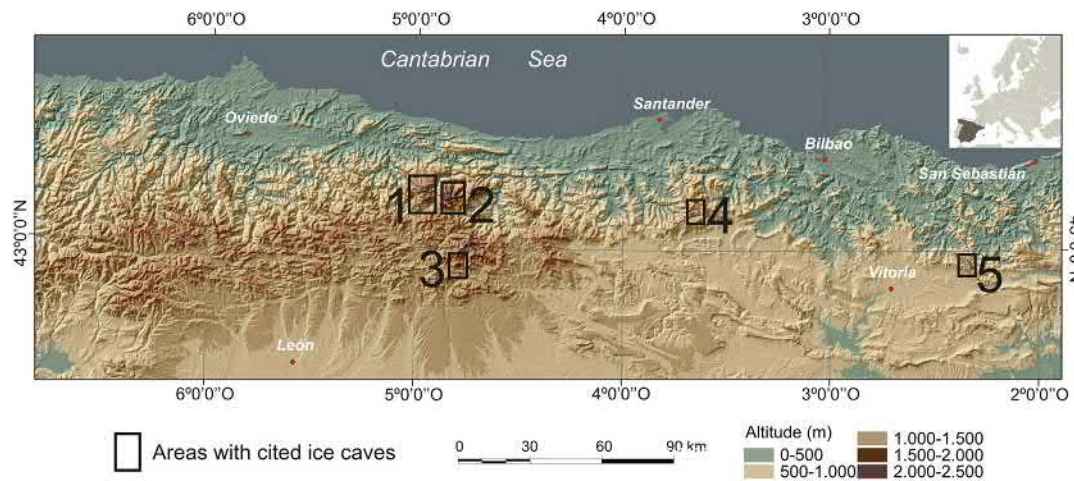 6º0'0"O 5º0'0"O 4º0'0"O 3º0'0"O
Cantabrian Sea
Oviedo
Santander
Bilbao
San Sebastián
1 2
4
43º0'0"N
43º0'0"N
3
5
Vitoria
León
6º0'0"O 5º0'0"O 4º0'0"O 3º0'0"O 2º0'0"O
Areas with cited ice caves
0 30 60 90 km
Altitude (m)
0-500
500-1.000
1.000-1.500
1.500-2.000
2.000-2.500